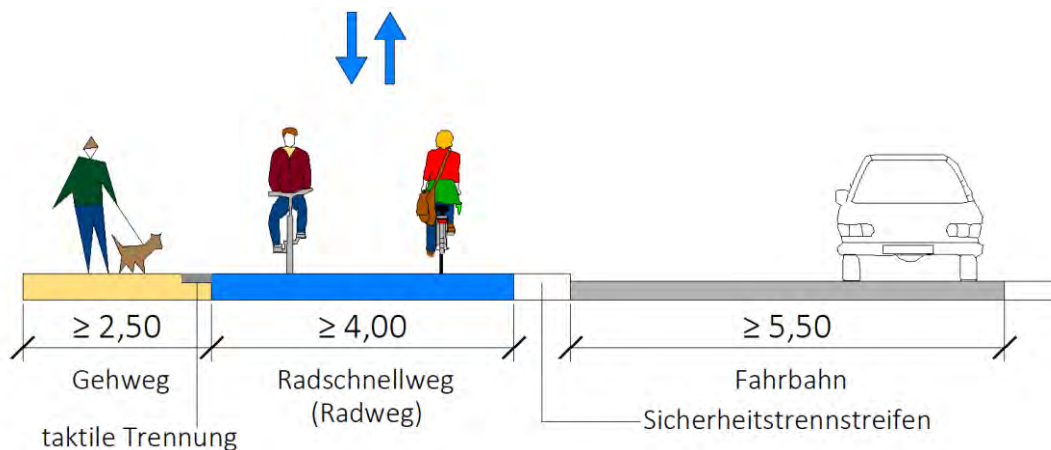 ≥ 2,50
≥ 4,00
≥ 5,50
Gehweg
Radschnellweg
(Radweg)
Fahrbahn
taktile Trennung
Sicherheitstrennstreifen